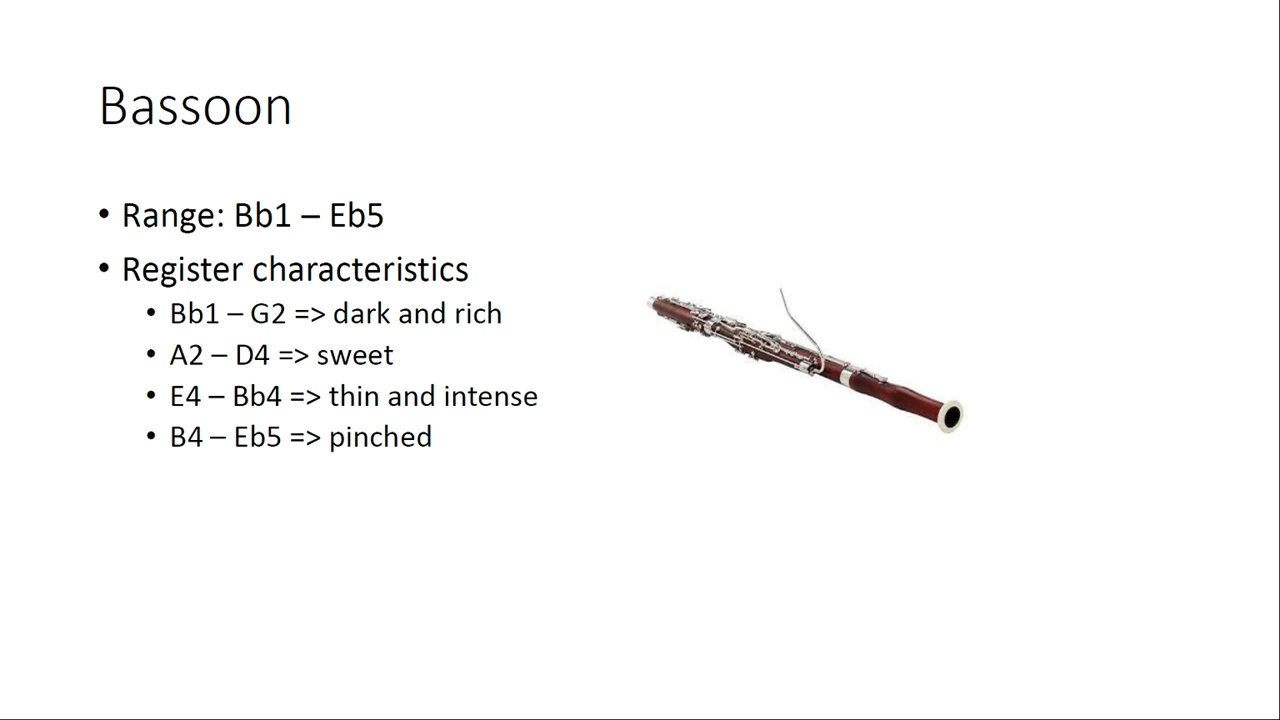 Bassoon
• Range: Bb1 – Eb5
• Register characteristics
• Bb1 – G2 => dark and rich
• A2 – D4 => sweet
• E4 – Bb4 => thin and intense
• B4 – Eb5 => pinched